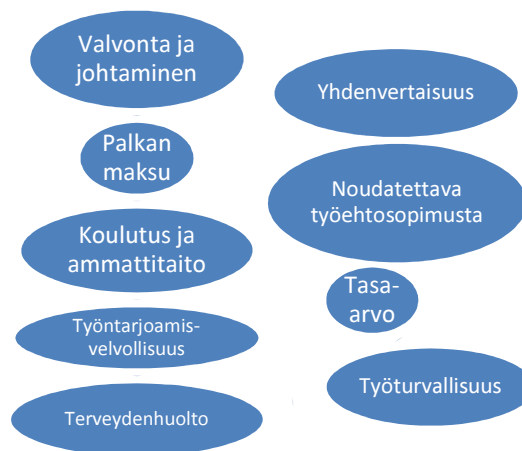 Valvonta ja
johtaminen
Palkan
maksu
Koulutus ja
ammattitaito
Työntarjoamis-
velvollisuus
Terveydenhuolto
Yhdenvertaisuus
Noudatettava
työehtosopimusta
Tasa-
arvo
Työturvallisuus